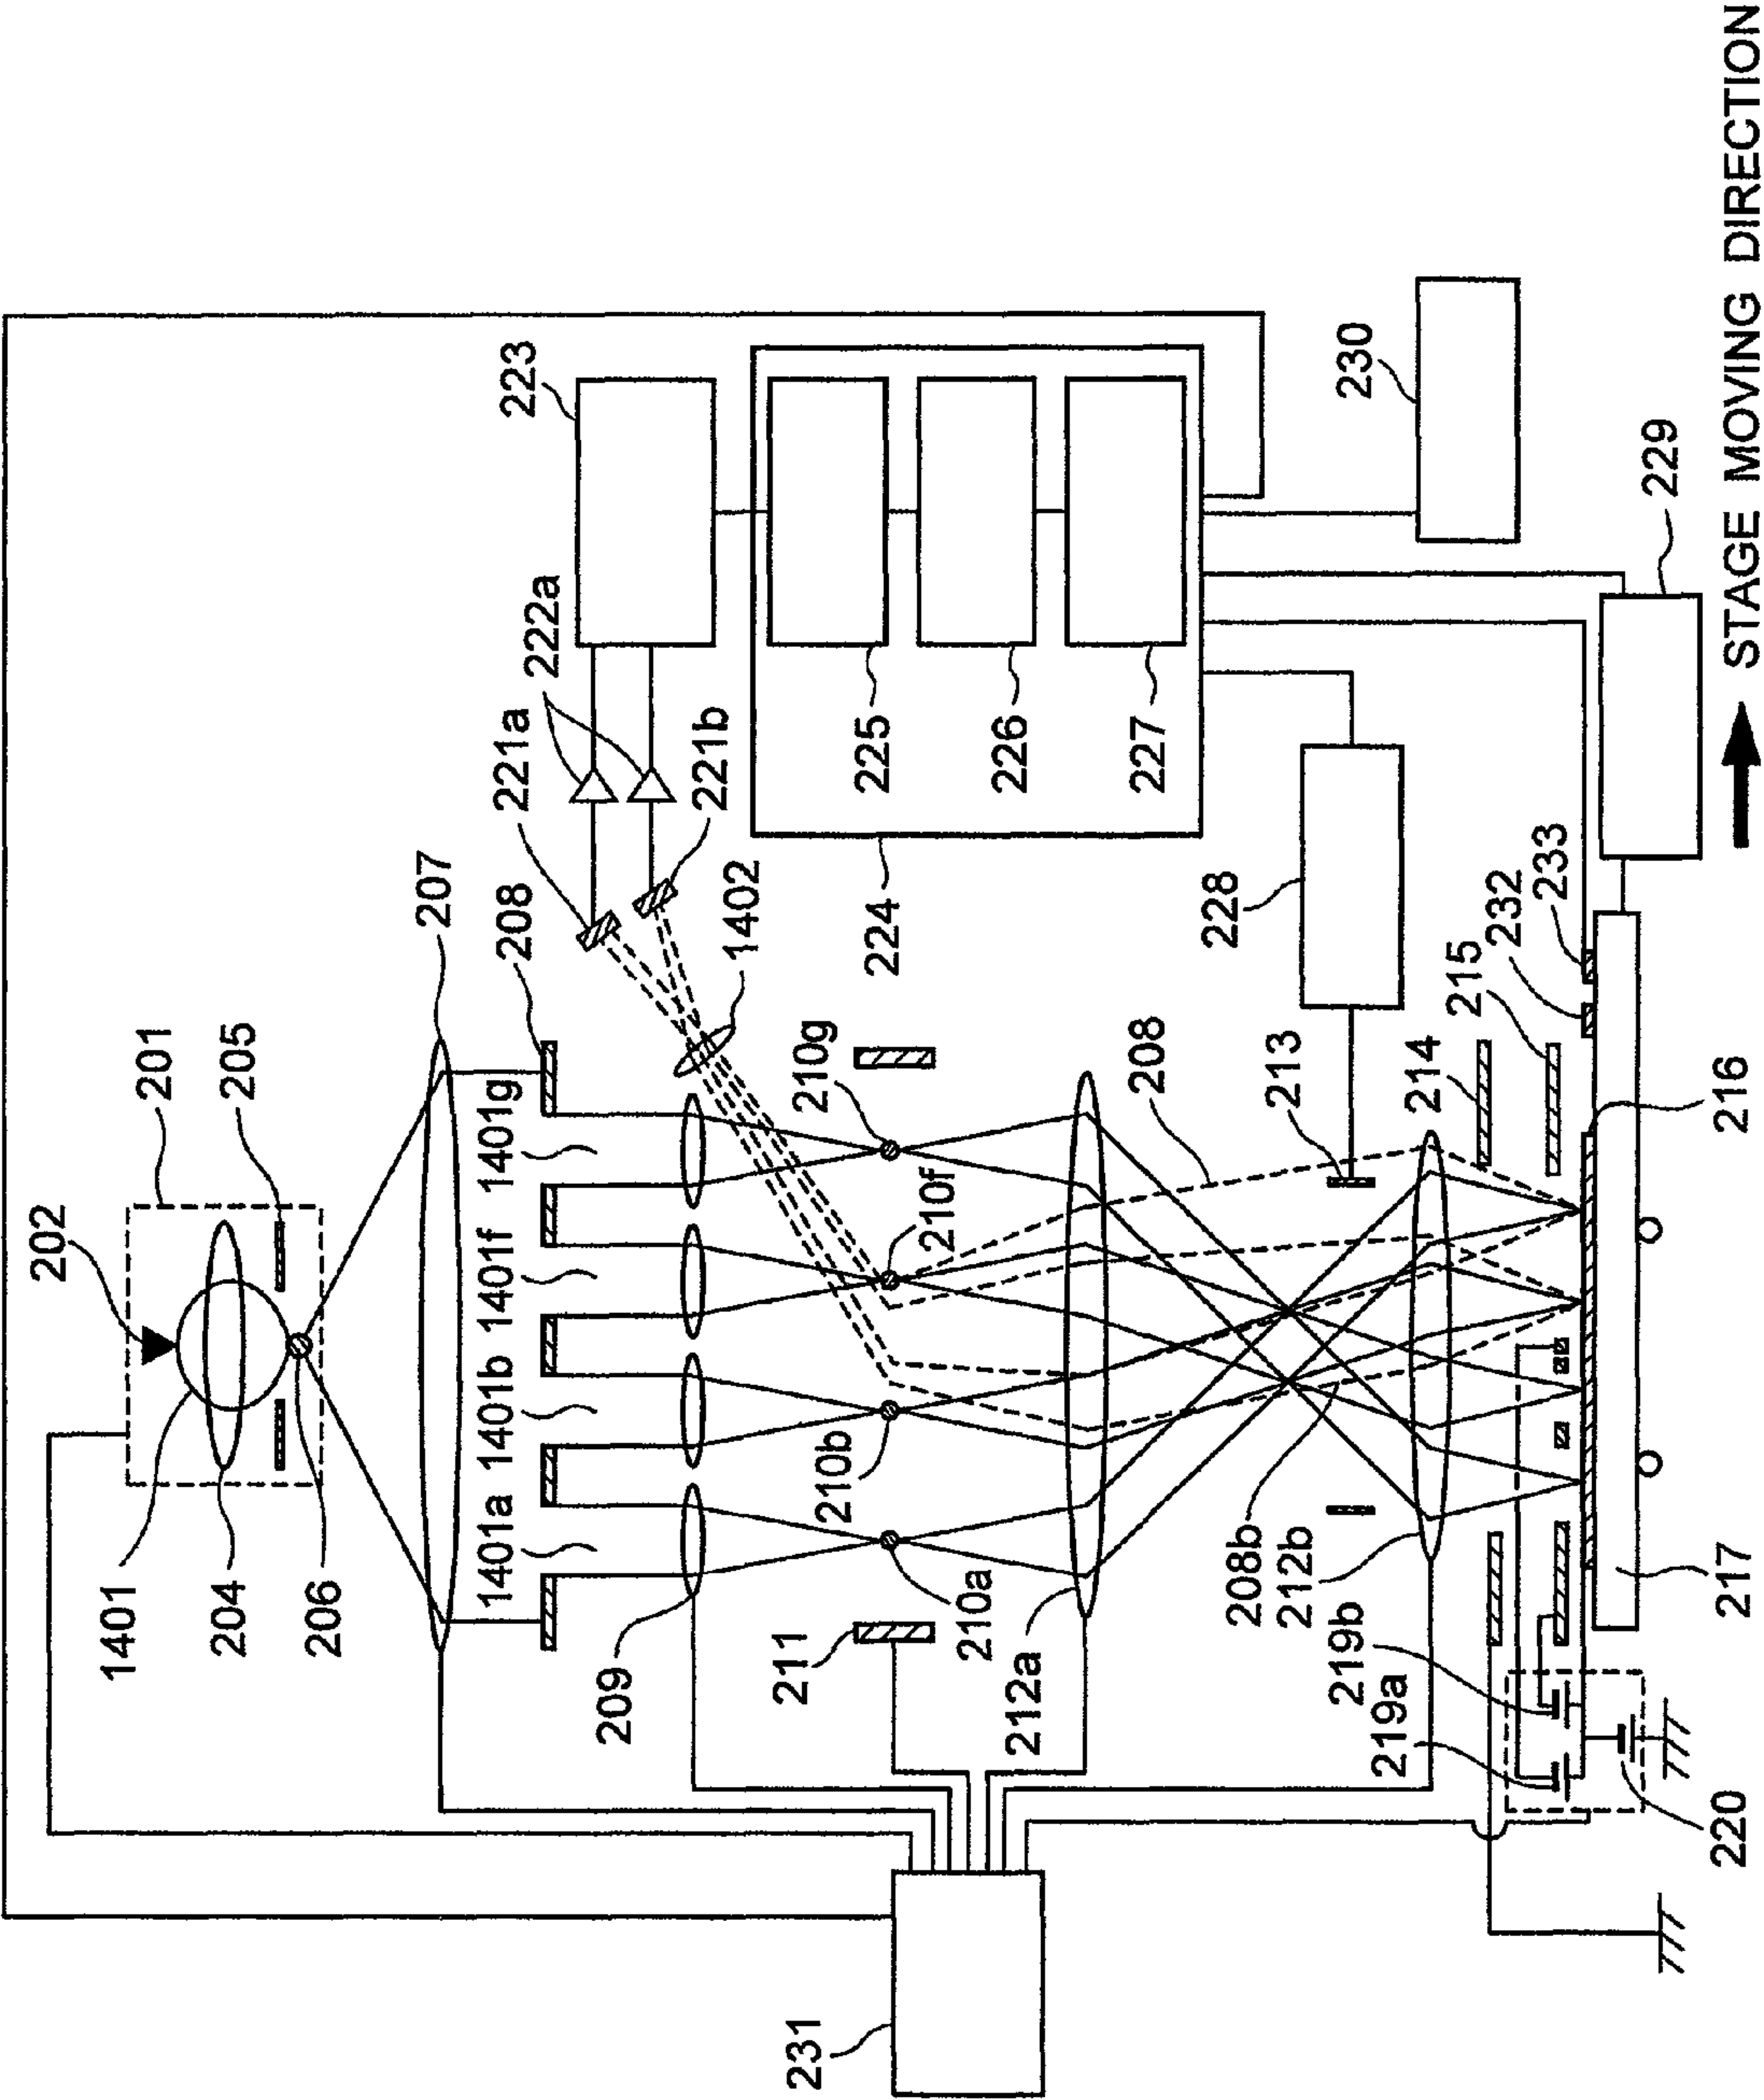 202
201
205
1401
204
206
207
208
1401a 1401b 1401f 1401g
209
221a
222a
223
221b
1402
225
226
227
224
211
210a
210b
210f
210g
212a
208
228
230
213
214
215
232
233
229
208b
212b
219b
219a
216
217
220
231
STAGE MOVING DIRECTION